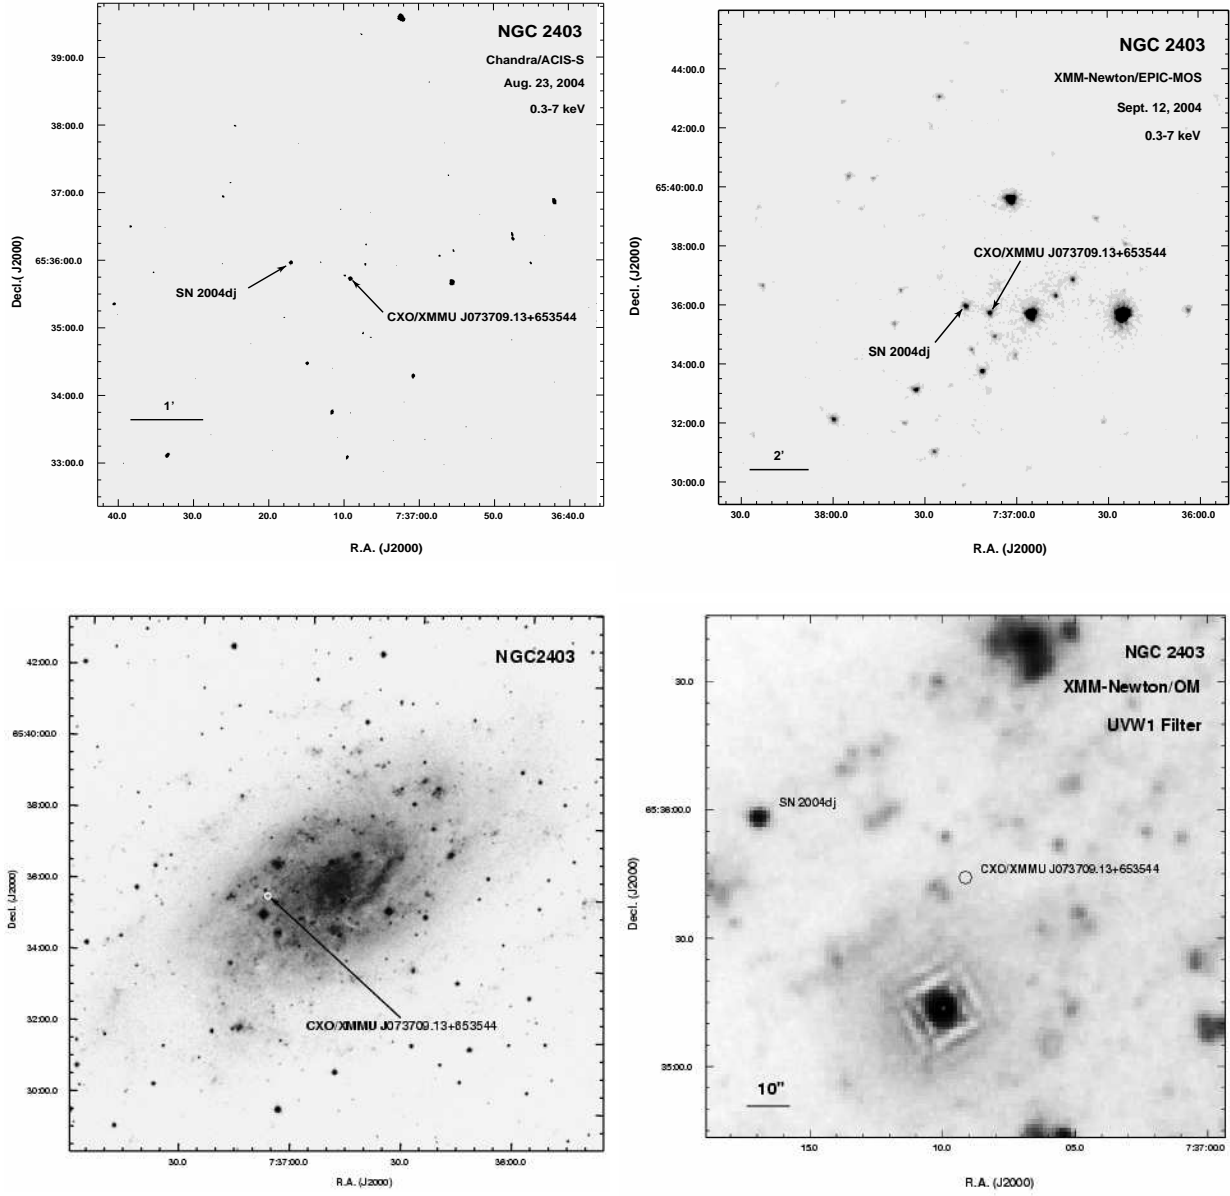 NGC 2403
Chandra/ACIS-S
Aug. 23, 2004
0.3-7 keV
39:00.0
38:00.0
37:00.0
65:36:00.0
35:00.0
34:00.0
33:00.0
Decl.( J2000)
SN 2004dj
CXO/XMMU J073709.13+653544
1'
40.0 30.0 20.0 10.0 7:37:00.0 50.0 36:40.0
R.A. (J2000)
NGC 2403
XMM-Newton/EPIC-MOS
Sept. 12, 2004
0.3-7 keV
44:00.0
42:00.0
65:40:00.0
38:00.0
36:00.0
34:00.0
32:00.0
30:00.0
Decl. (J2000)
CXO/XMMU J073709.13+653544
SN 2004dj
2'
30.0 38:00.0 30.0 7:37:00.0 30.0 36:00.0
R.A. (J2000)
NGC2403
42:00.0
65:40:00.0
38:00.0
36:00.0
34:00.0
32:00.0
30:00.0
Decl. (J2000)
CXO/XMMU J073709.13+653544
30.0 7:37:00.0 30.0 36:00.0
R.A. (J2000)
NGC 2403
XMM-Newton/OM
UVW1 Filter
30.0
65:36:00.0
30.0
35:00.0
Decl. (J2000)
SN 2004dj
CXO/XMMU J073709.13+653544
10"
15.0 10.0 05.0 7:37:00.0
R.A. (J2000)